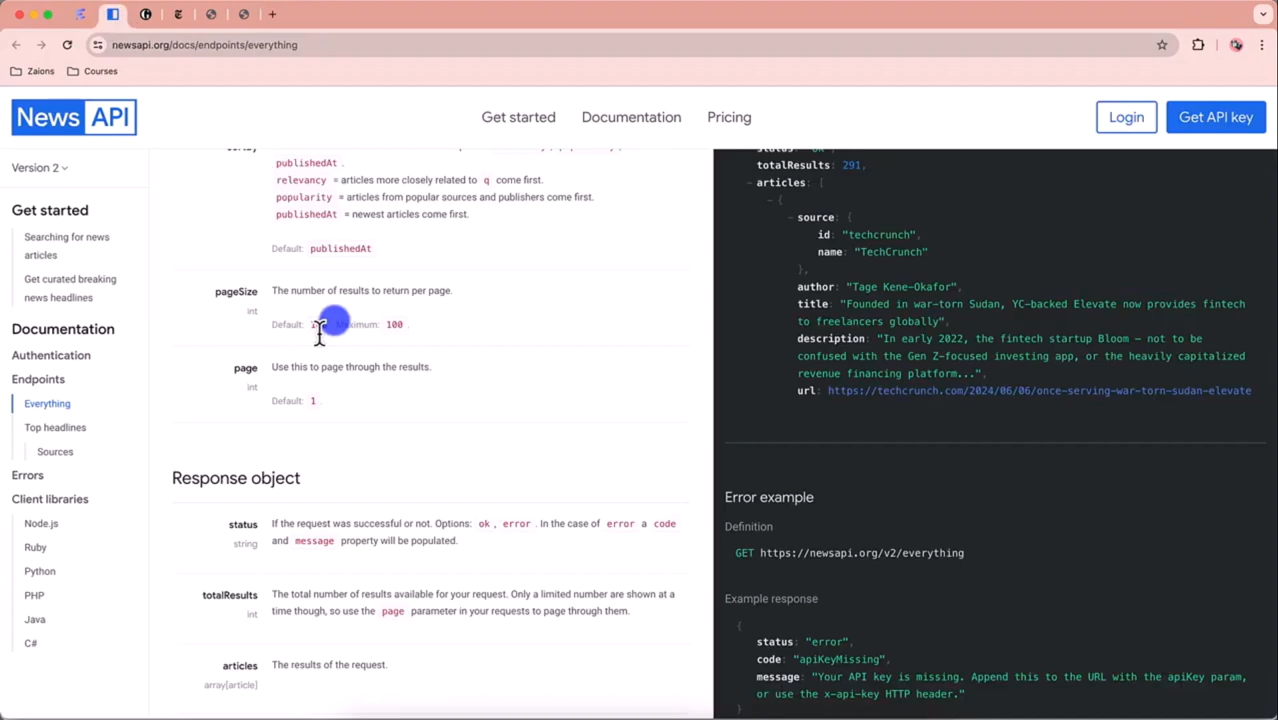 newsapi.org/docs/endpoints/everything
Zaions
Courses
News API
Get started
Documentation
Pricing
Login
Get API key
Version 2
Get started
Searching for news
articles
Get curated breaking
news headlines
Documentation
Authentication
Endpoints
Everything
Top headlines
Sources
Errors
Client libraries
Node.js
Ruby
Python
PHP
Java
C#
publishedAt .
relevancy = articles more closely related to q come first.
popularity = articles from popular sources and publishers come first.
publishedAt = newest articles come first.
Default: publishedAt
pageSize
int
The number of results to return per page.
Default: Maximum: 100 .
page
int
Use this to page through the results.
Default: 1 .
Response object
status
string
If the request was successful or not. Options: ok , error . In the case of error a code
and message property will be populated.
totalResults
int
The total number of results available for your request. Only a limited number are shown at a
time though, so use the page parameter in your requests to page through them.
articles
array[article]
The results of the request.
totalResults: 291,
- articles: [
- {
- source: {
id: "techcrunch",
name: "TechCrunch"
},
author: "Tage Kene-Okafor",
title: "Founded in war-torn Sudan, YC-backed Elevate now provides fintech
to freelancers globally",
description: "In early 2022, the fintech startup Bloom — not to be
confused with the Gen Z-focused investing app, or the heavily capitalized
revenue financing platform...",
url: https://techcrunch.com/2024/06/06/once-serving-war-torn-sudan-elevate
Error example
Definition
GET https://newsapi.org/v2/everything
Example response
{
status: "error",
code: "apiKeyMissing",
message: "Your API key is missing. Append this to the URL with the apiKey param,
or use the x-api-key HTTP header."
}